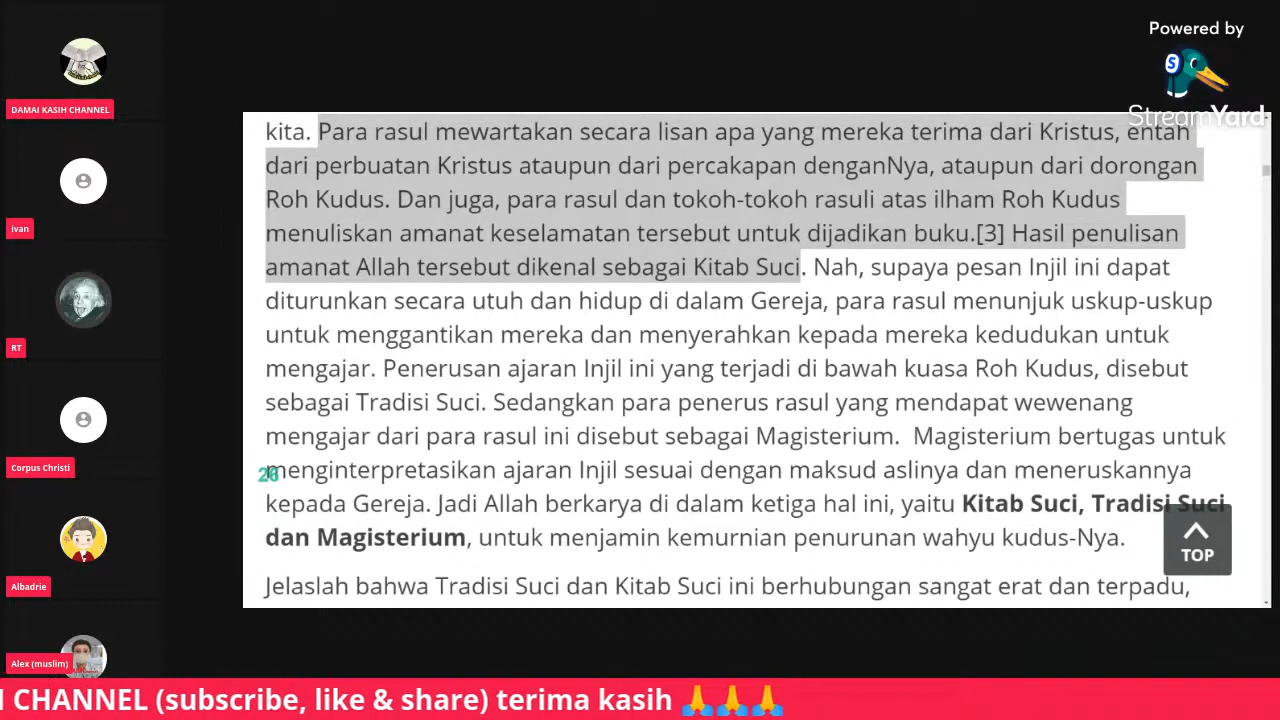 Powered by
StreamYard
DAMAI KASIH CHANNEL
ivan
RT
Corpus Christi
Albadrie
Alex (muslim)
kita. Para rasul mewartakan secara lisan apa yang mereka terima dari Kristus, entah
dari perbuatan Kristus ataupun dari percakapan denganNya, ataupun dari dorongan
Roh Kudus. Dan juga, para rasul dan tokoh-tokoh rasuli atas ilham Roh Kudus
menuliskan amanat keselamatan tersebut untuk dijadikan buku.[3] Hasil penulisan
amanat Allah tersebut dikenal sebagai Kitab Suci. Nah, supaya pesan Injil ini dapat
diturunkan secara utuh dan hidup di dalam Gereja, para rasul menunjuk uskup-uskup
untuk menggantikan mereka dan menyerahkan kepada mereka kedudukan untuk
mengajar. Penerusan ajaran Injil ini yang terjadi di bawah kuasa Roh Kudus, disebut
sebagai Tradisi Suci. Sedangkan para penerus rasul yang mendapat wewenang
mengajar dari para rasul ini disebut sebagai Magisterium. Magisterium bertugas untuk
26
menginterpretasikan ajaran Injil sesuai dengan maksud aslinya dan meneruskannya
kepada Gereja. Jadi Allah berkarya di dalam ketiga hal ini, yaitu Kitab Suci, Tradisi Suci
dan Magisterium, untuk menjamin kemurnian penurunan wahyu kudus-Nya.
TOP
Jelaslah bahwa Tradisi Suci dan Kitab Suci ini berhubungan sangat erat dan terpadu,
CHANNEL (subscribe, like & share) terima kasih 🙏🙏🙏